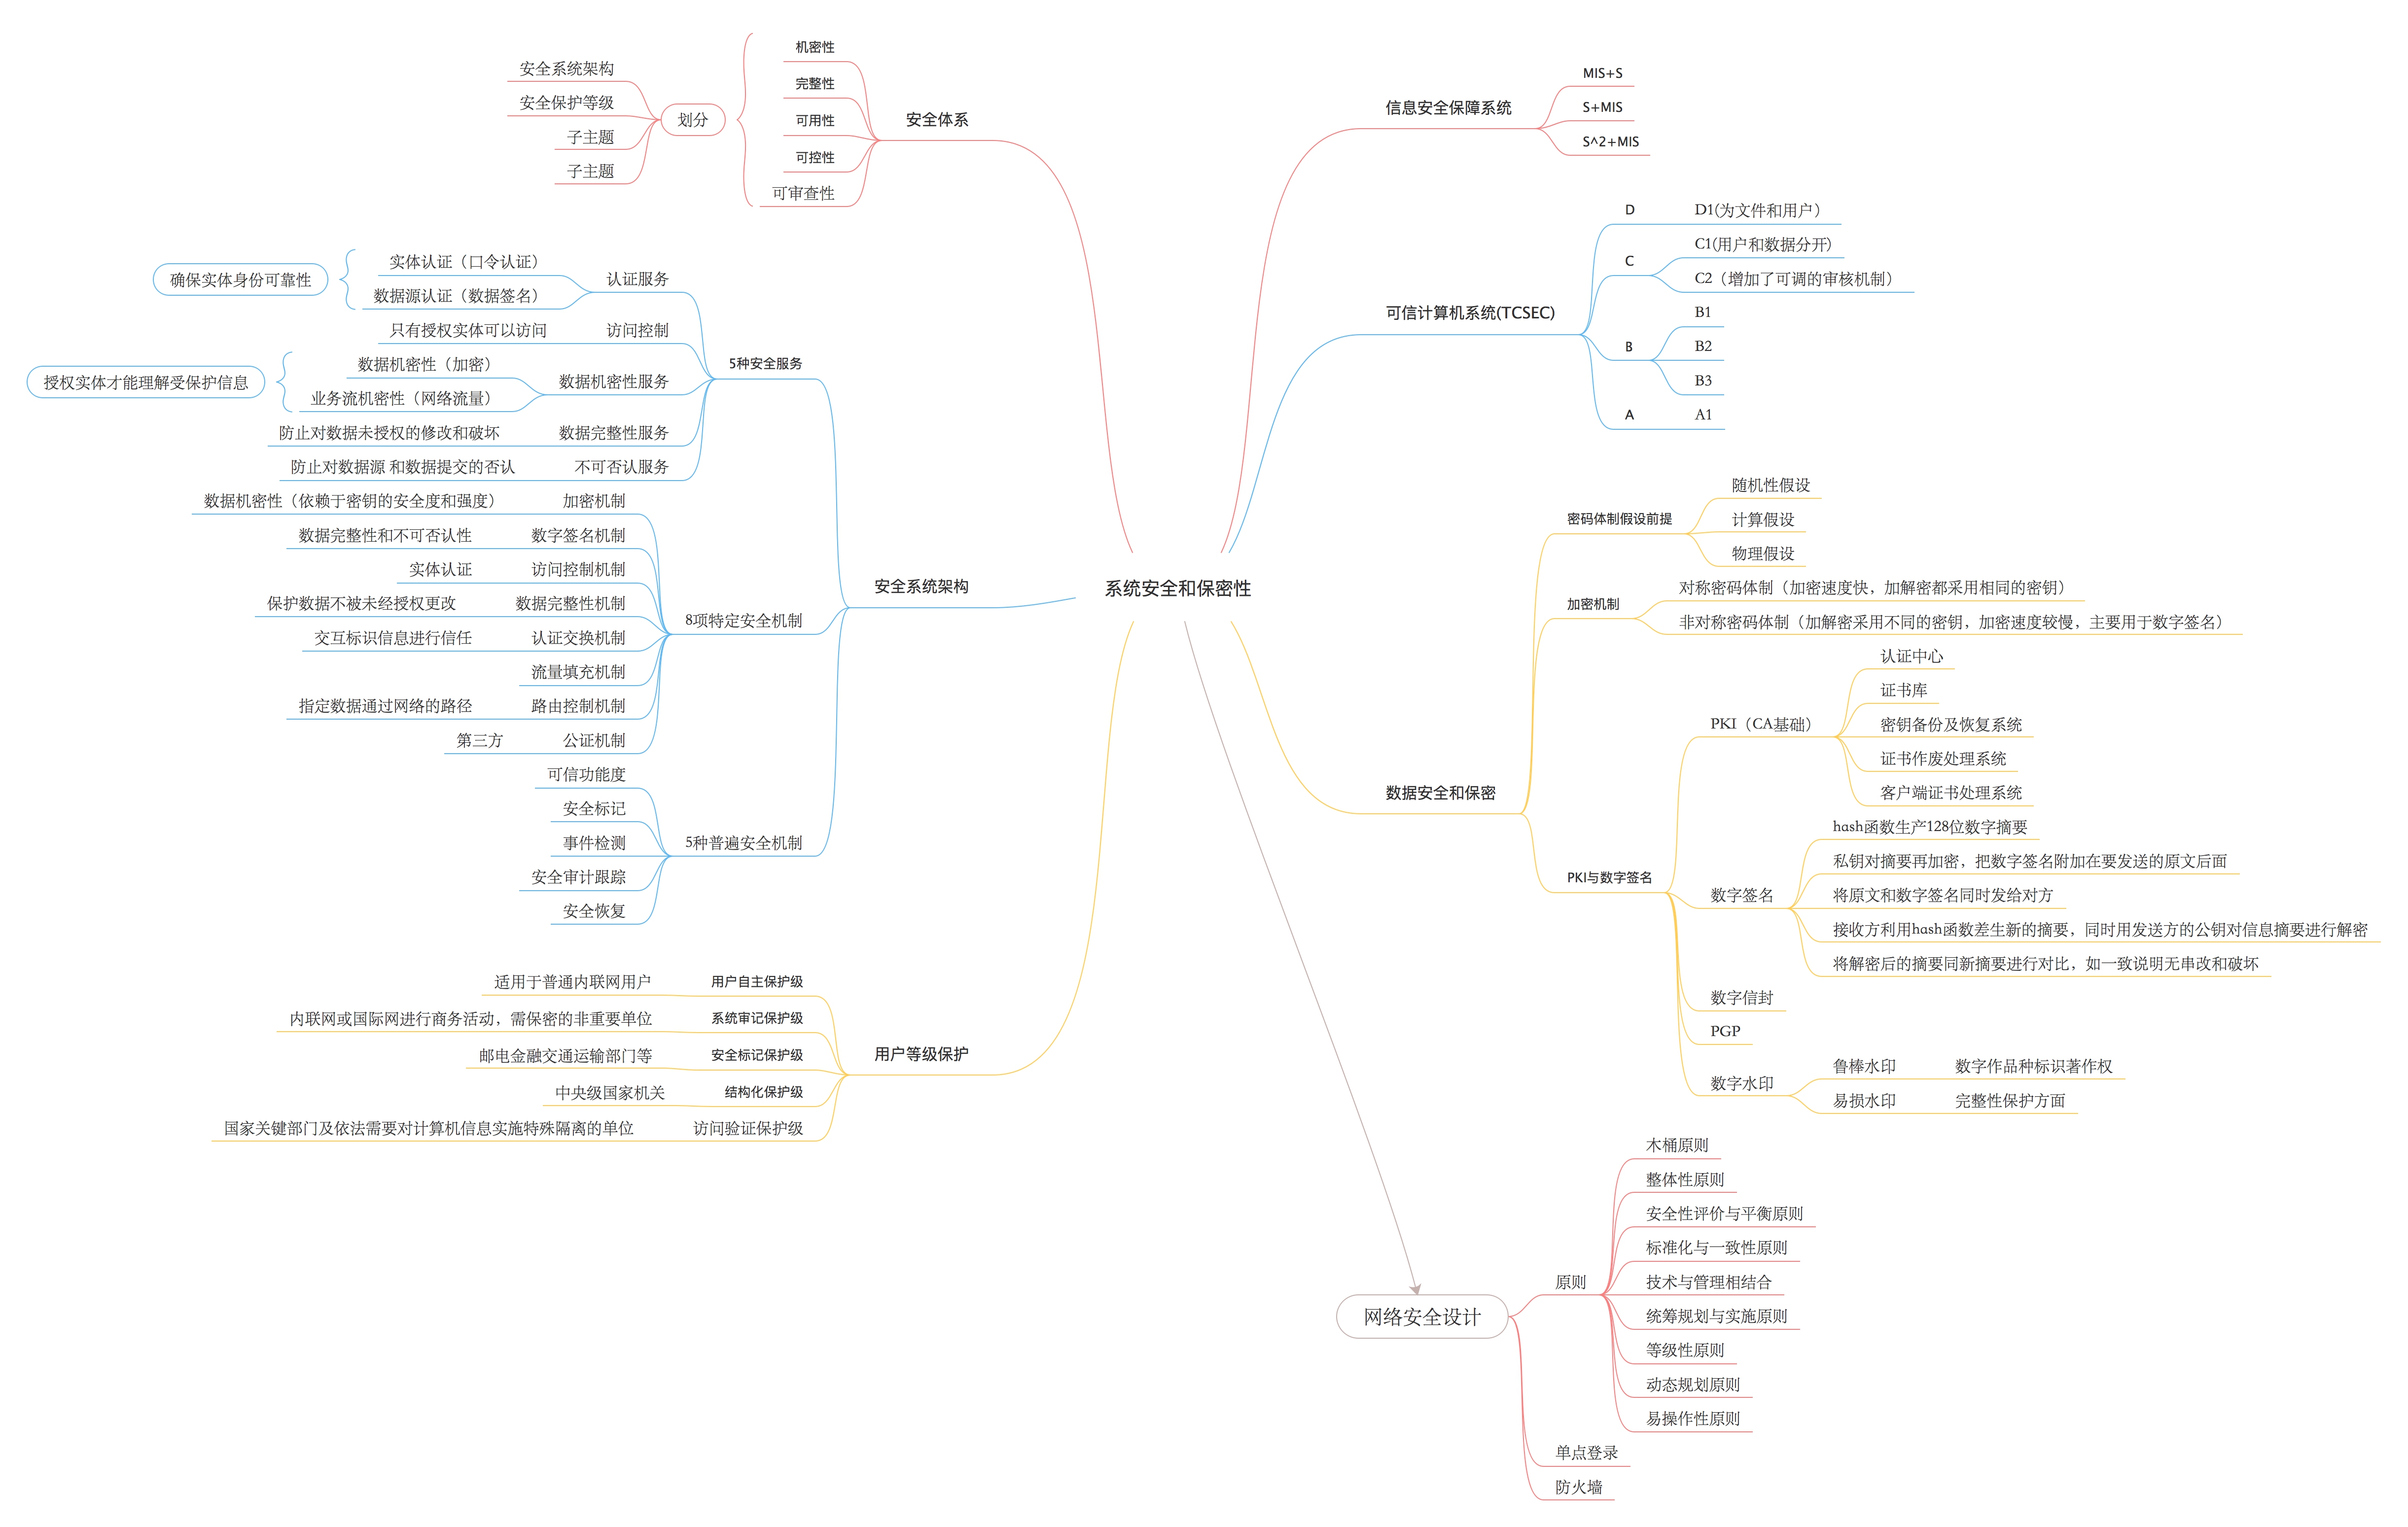 系统安全和保密性
信息安全保障系统
MIS+S
S+MIS
S^2+MIS
可信计算机系统(TCSEC)
D
D1(为文件和用户）
C
C1(用户和数据分开)
C2（增加了可调的审核机制）
B
B1
B2
B3
A
A1
数据安全和保密
密码体制假设前提
随机性假设
计算假设
物理假设
加密机制
对称密码体制（加密速度快，加解密都采用相同的密钥）
非对称密码体制（加解密采用不同的密钥，加密速度较慢，主要用于数字签名）
PKI与数字签名
PKI（CA基础）
认证中心
证书库
密钥备份及恢复系统
证书作废处理系统
客户端证书处理系统
数字签名
hash函数生产128位数字摘要
私钥对摘要再加密，把数字签名附加在要发送的原文后面
将原文和数字签名同时发给对方
接收方利用hash函数差生新的摘要，同时用发送方的公钥对信息摘要进行解密
将解密后的摘要同新摘要进行对比，如一致说明无串改和破坏
数字信封
PGP
数字水印
鲁棒水印
数字作品种标识著作权
易损水印
完整性保护方面
网络安全设计
原则
木桶原则
整体性原则
安全性评价与平衡原则
标准化与一致性原则
技术与管理相结合
统筹规划与实施原则
等级性原则
动态规划原则
易操作性原则
单点登录
防火墙
安全体系
机密性
完整性
可用性
可控性
可审查性
划分
安全系统架构
安全保护等级
子主题
子主题
安全系统架构
5种安全服务
认证服务
实体认证（口令认证）
数据源认证（数据签名）
确保实体身份可靠性
访问控制
只有授权实体可以访问
数据机密性服务
数据机密性（加密）
业务流机密性（网络流量）
授权实体才能理解受保护信息
数据完整性服务
防止对数据未授权的修改和破坏
不可否认服务
防止对数据源 和数据提交的否认
8项特定安全机制
加密机制
数据机密性（依赖于密钥的安全度和强度）
数字签名机制
数据完整性和不可否认性
访问控制机制
实体认证
数据完整性机制
保护数据不被未经授权更改
认证交换机制
交互标识信息进行信任
流量填充机制
路由控制机制
指定数据通过网络的路径
公证机制
第三方
5种普遍安全机制
可信功能度
安全标记
事件检测
安全审计跟踪
安全恢复
用户等级保护
用户自主保护级
适用于普通内联网用户
系统审记保护级
内联网或国际网进行商务活动，需保密的非重要单位
安全标记保护级
邮电金融交通运输部门等
结构化保护级
中央级国家机关
访问验证保护级
国家关键部门及依法需要对计算机信息实施特殊隔离的单位